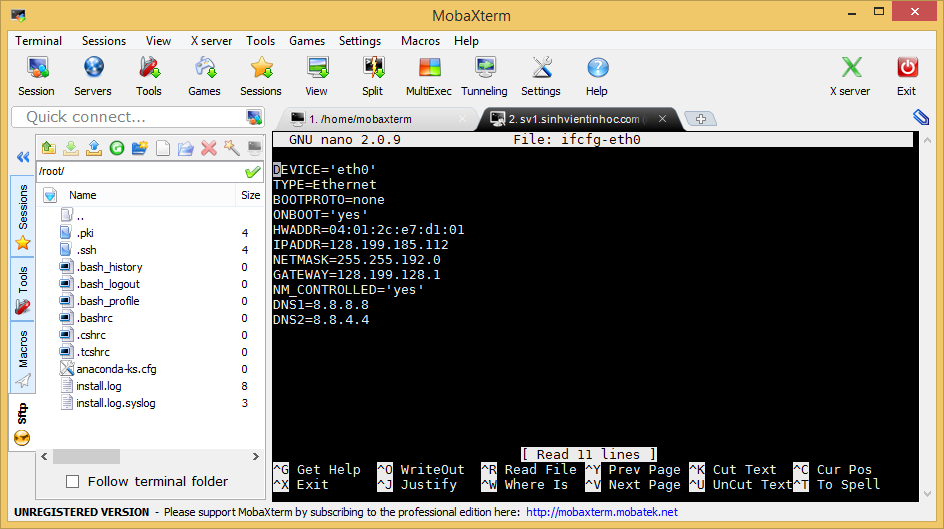 MobaXterm
Terminal Sessions View X server Tools Games Settings Macros Help
Session Servers Tools Games Sessions View Split MultiExec Tunneling Settings Help X server Exit
Quick connect...
1. /home/mobaxterm
2. sv1.sinhvientinhoc.com (
/root/
Name Size
..
.pki 4
.ssh 4
.bash_history 0
.bash_logout 0
.bash_profile 0
.bashrc 0
.cshrc 0
.tcshrc 0
anaconda-ks.cfg 0
install.log 8
install.log.syslog 3
Follow terminal folder
Sessions
Tools
Macros
Sftp
GNU nano 2.0.9 File: ifcfg-eth0
DEVICE='eth0'
TYPE=Ethernet
BOOTPROTO=none
ONBOOT='yes'
HWADDR=04:01:2c:e7:d1:01
IPADDR=128.199.185.112
NETMASK=255.255.192.0
GATEWAY=128.199.128.1
NM_CONTROLLED='yes'
DNS1=8.8.8.8
DNS2=8.8.4.4
[ Read 11 lines ]
^G Get Help ^O WriteOut ^R Read File ^Y Prev Page ^K Cut Text ^C Cur Pos
^X Exit ^J Justify ^W Where Is ^V Next Page ^U UnCut Text ^T To Spell
UNREGISTERED VERSION - Please support MobaXterm by subscribing to the professional edition here: http://mobaxterm.mobatek.net